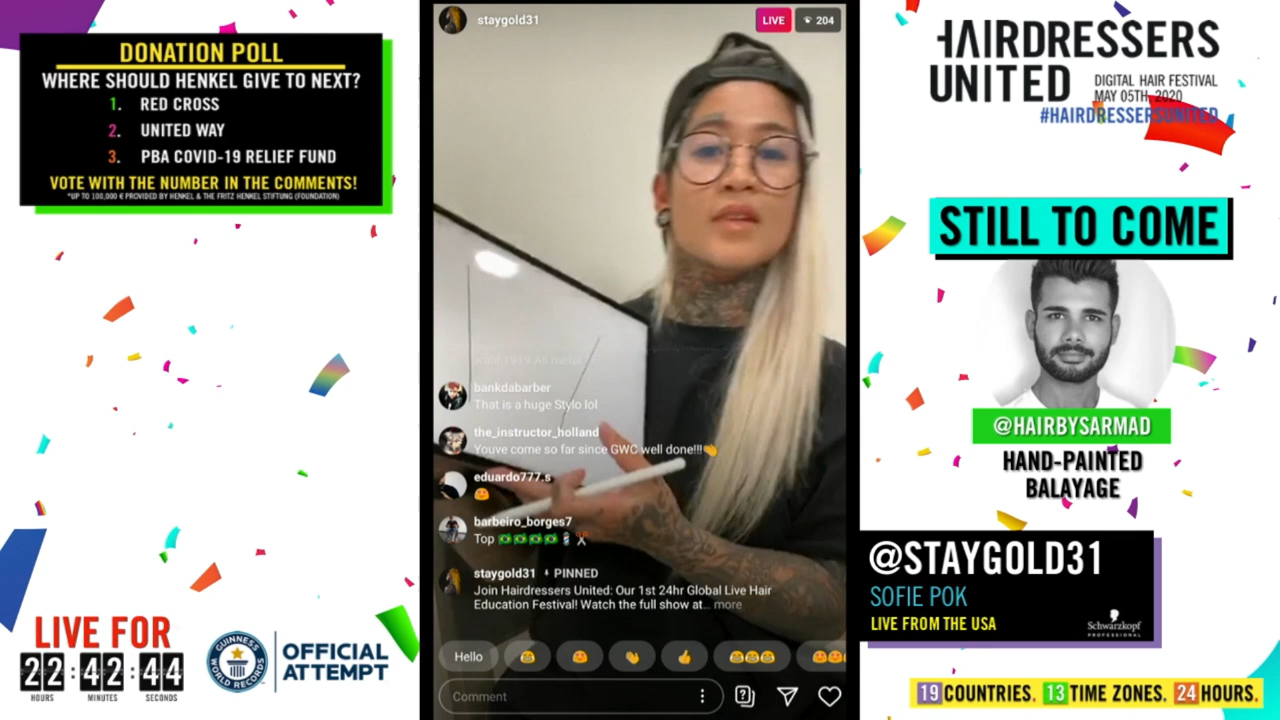 DONATION POLL
WHERE SHOULD HENKEL GIVE TO NEXT?
1. RED CROSS
2. UNITED WAY
3. PBA COVID-19 RELIEF FUND
VOTE WITH THE NUMBER IN THE COMMENTS!
*UP TO 100,000 € PROVIDED BY HENKEL & THE FRITZ HENKEL STIFTUNG (FOUNDATION)
LIVE FOR
22:42:44
HOURS MINUTES SECONDS
GUINNESS WORLD RECORDS
OFFICIAL
ATTEMPT
staygold31
LIVE
204
bankdabarber
That is a huge Stylo lol
the_instructor_holland
Youve come so far since GWC well done!!!👏
eduardo777.s
😍
barbeiro_borges7
Top 🇧🇷🇧🇷🇧🇷🇧🇷💈✂️
staygold31 PINNED
Join Hairdressers United: Our 1st 24hr Global Live Hair
Education Festival! Watch the full show at... more
Hello
Comment
HAIRDRESSERS
UNITED
DIGITAL HAIR FESTIVAL
MAY 05TH, 2020
#HAIRDRESSERSUNITED
STILL TO COME
@HAIRBYSARMAD
HAND-PAINTED
BALAYAGE
@STAYGOLD31
SOFIE POK
LIVE FROM THE USA
Schwarzkopf
PROFESSIONAL
19 COUNTRIES. 13 TIME ZONES. 24 HOURS.